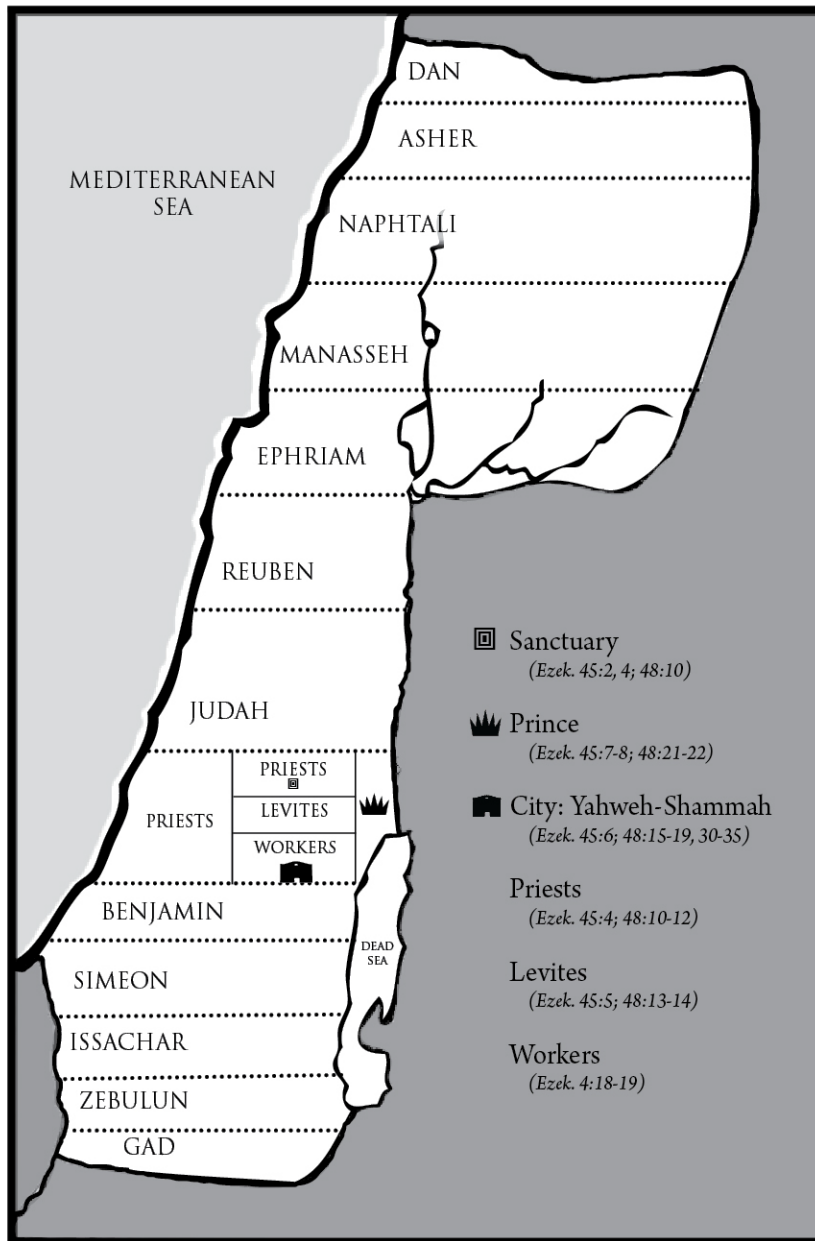 DAN
ASHER
MEDITERRANEAN
SEA
NAPHTALI
MANASSEH
EPHRIAM
REUBEN
JUDAH
PRIESTS
PRIESTS
LEVITES
WORKERS
BENJAMIN
DEAD
SEA
SIMEON
ISSACHAR
ZEBULUN
GAD
Sanctuary
(Ezek. 45:2, 4; 48:10)
Prince
(Ezek. 45:7-8; 48:21-22)
City: Yahweh-Shammah
(Ezek. 45:6; 48:15-19, 30-35)
Priests
(Ezek. 45:4; 48:10-12)
Levites
(Ezek. 45:5; 48:13-14)
Workers
(Ezek. 4:18-19)